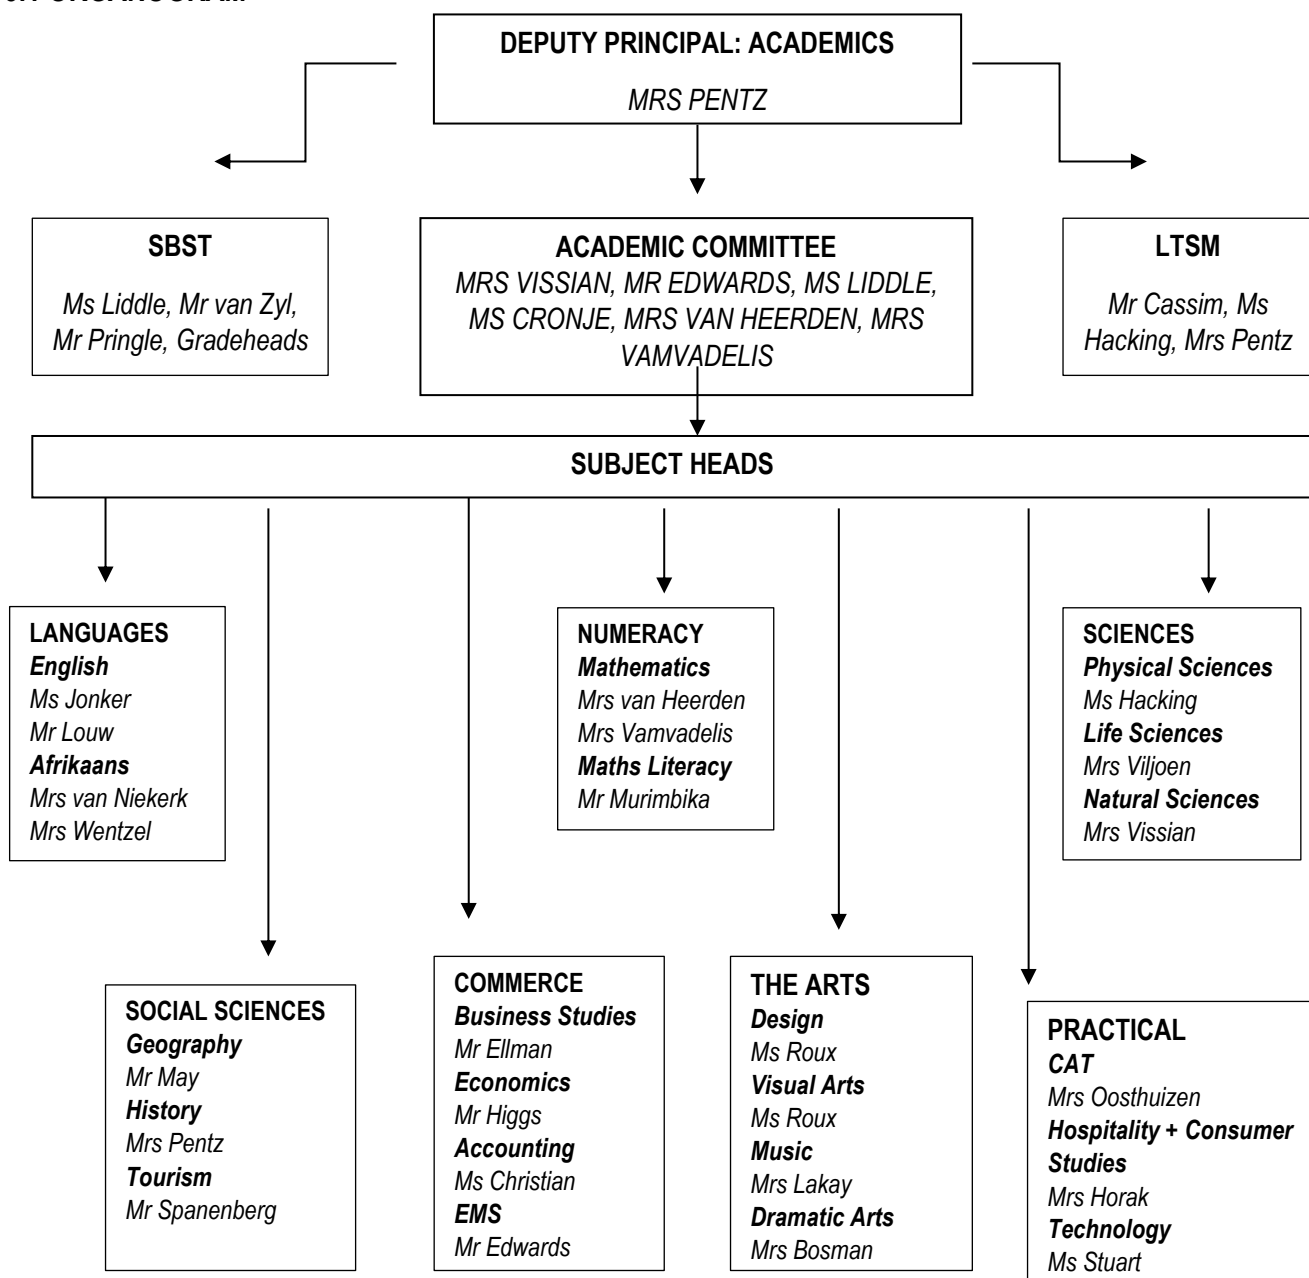 DEPUTY PRINCIPAL: ACADEMICS
MRS PENTZ
SBST
Ms Liddle, Mr van Zyl,
Mr Pringle, Gradeheads
ACADEMIC COMMITTEE
MRS VISSIAN, MR EDWARDS, MS LIDDLE,
MS CRONJE, MRS VAN HEERDEN, MRS
VAMVADELIS
LTSM
Mr Cassim, Ms
Hacking, Mrs Pentz
SUBJECT HEADS
LANGUAGES
English
Ms Jonker
Mr Louw
Afrikaans
Mrs van Niekerk
Mrs Wentzel
NUMERACY
Mathematics
Mrs van Heerden
Mrs Vamvadelis
Maths Literacy
Mr Murimbika
SCIENCES
Physical Sciences
Ms Hacking
Life Sciences
Mrs Viljoen
Natural Sciences
Mrs Vissian
SOCIAL SCIENCES
Geography
Mr May
History
Mrs Pentz
Tourism
Mr Spanenberg
COMMERCE
Business Studies
Mr Ellman
Economics
Mr Higgs
Accounting
Ms Christian
EMS
Mr Edwards
THE ARTS
Design
Ms Roux
Visual Arts
Ms Roux
Music
Mrs Lakay
Dramatic Arts
Mrs Bosman
PRACTICAL
CAT
Mrs Oosthuizen
Hospitality + Consumer
Studies
Mrs Horak
Technology
Ms Stuart